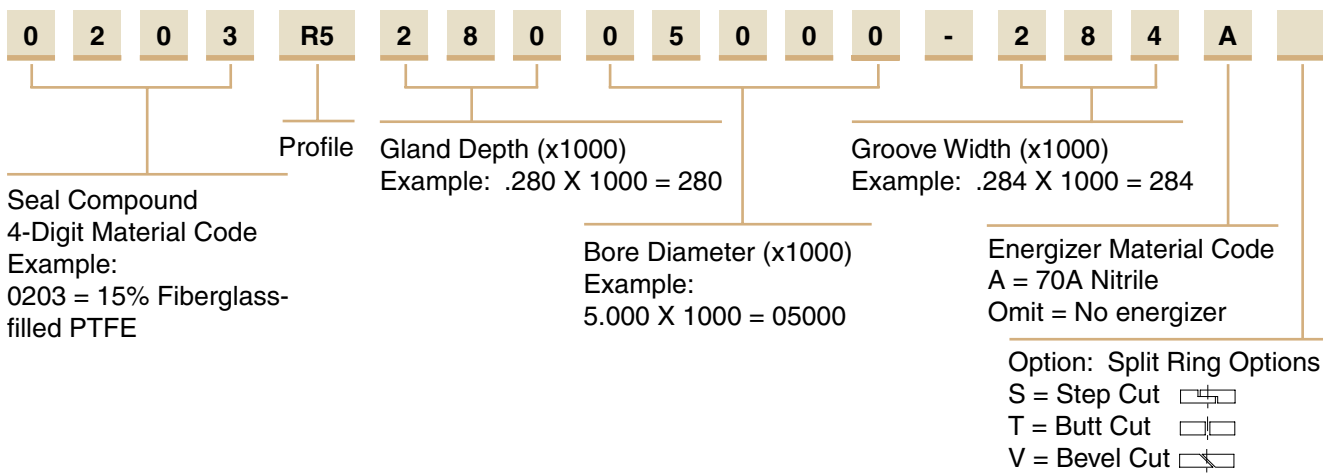 0 2 0 3 R5 2 8 0 0 5 0 0 0 - 2 8 4 A
Profile
Gland Depth (x1000)
Example: .280 X 1000 = 280
Groove Width (x1000)
Example: .284 X 1000 = 284
Seal Compound
4-Digit Material Code
Example:
0203 = 15% Fiberglass-
filled PTFE
Bore Diameter (x1000)
Example:
5.000 X 1000 = 05000
Energizer Material Code
A = 70A Nitrile
Omit = No energizer
Option: Split Ring Options
S = Step Cut
T = Butt Cut
V = Bevel Cut